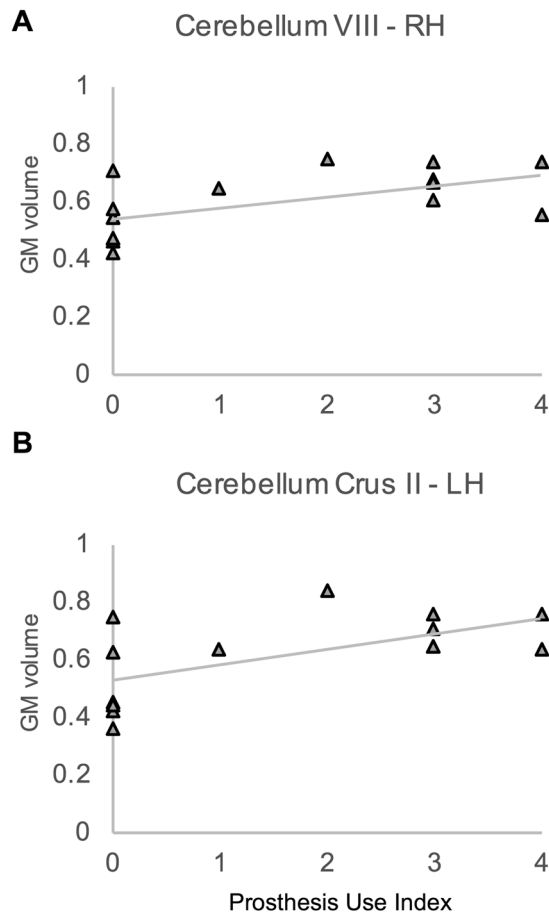 A
Cerebellum VIII - RH
1
0.8
0.6
0.4
0.2
0
GM volume
0 1 2 3 4
B
Cerebellum Crus II - LH
1
0.8
0.6
0.4
0.2
0
GM volume
0 1 2 3 4
Prosthesis Use Index